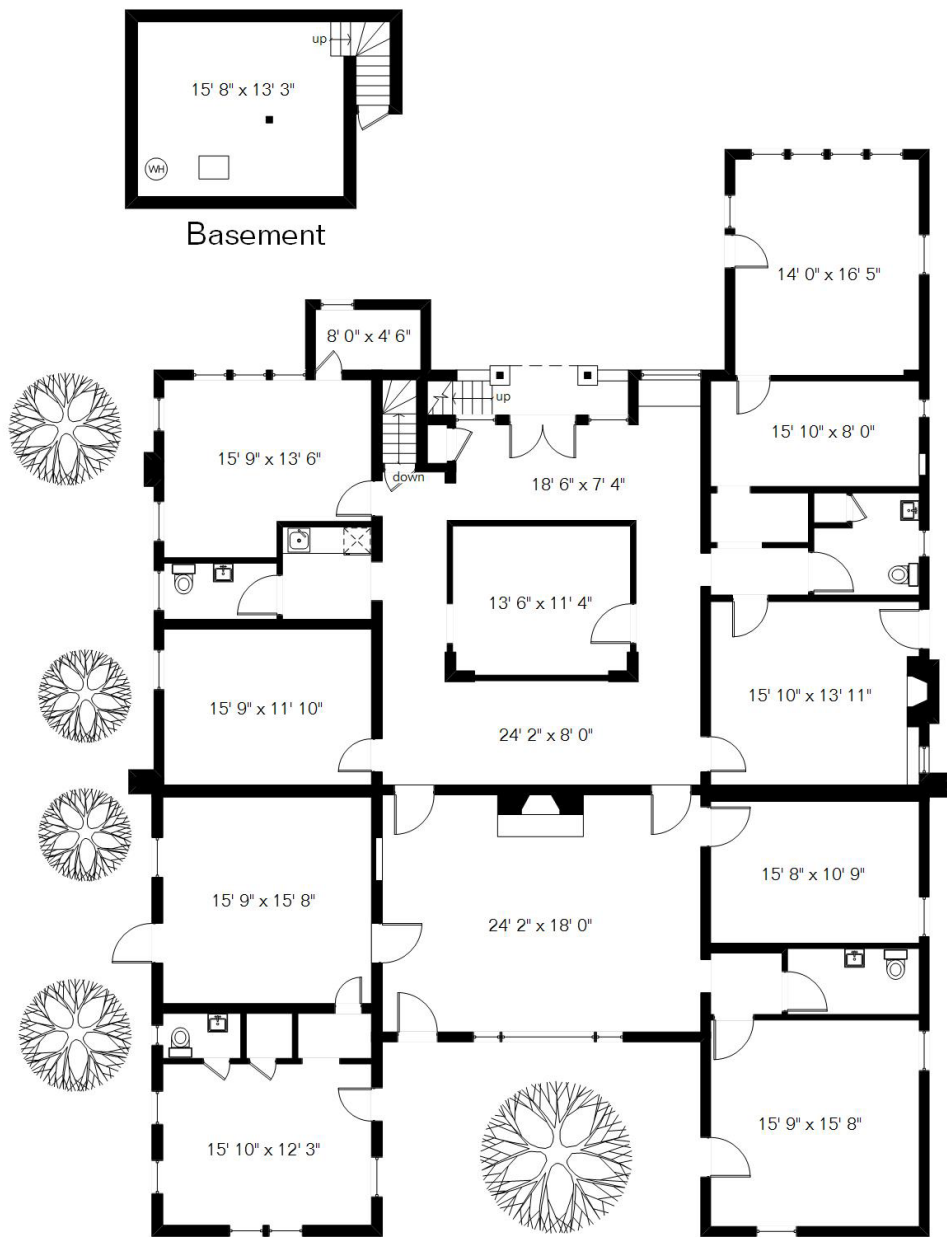 up
15' 8" x 13' 3"
WH
Basement
14' 0" x 16' 5"
8' 0" x 4' 6"
up
15' 10" x 8' 0"
15' 9" x 13' 6"
down
18' 6" x 7' 4"
13' 6" x 11' 4"
15' 10" x 13' 11"
15' 9" x 11' 10"
24' 2" x 8' 0"
15' 8" x 10' 9"
15' 9" x 15' 8"
24' 2" x 18' 0"
15' 9" x 15' 8"
15' 10" x 12' 3"